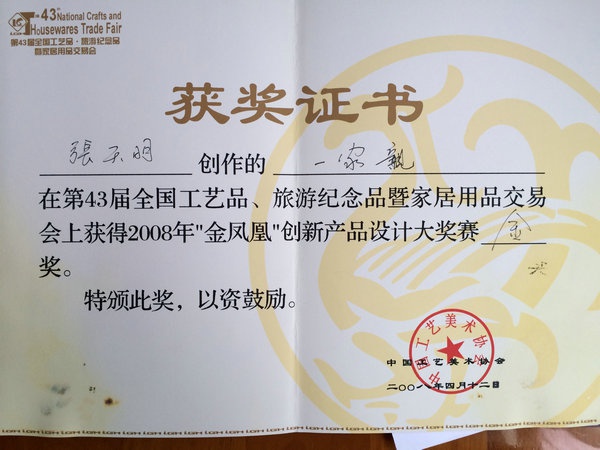 THE 43rd National Crafts and
Housewares Trade Fair
第43届全国工艺品·旅游纪念品
暨家居用品交易会
获奖证书
張天明 创作的 一家親
在第43届全国工艺品、旅游纪念品暨家居用品交易
会上获得2008年"金凤凰"创新产品设计大奖赛 金
奖。
特颁此奖，以资鼓励。
中国工艺美术协会
中国工艺美术协会
二〇〇八年四月十二日